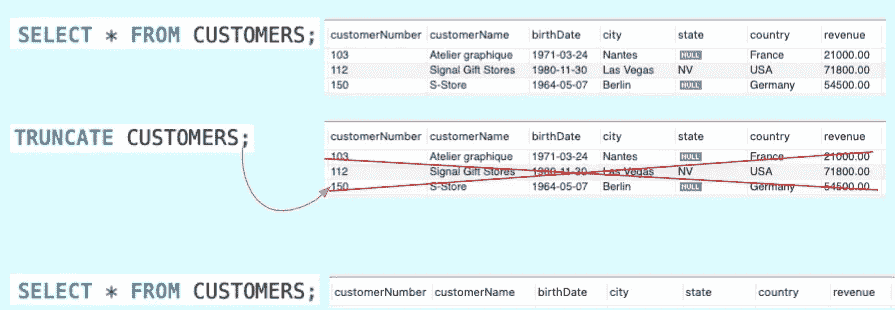 SELECT * FROM CUSTOMERS;
customerNumber customerName birthDate city state country revenue
103 Atelier graphique 1971-03-24 Nantes NULL France 21000.00
112 Signal Gift Stores 1980-11-30 Las Vegas NV USA 71800.00
150 S-Store 1964-05-07 Berlin NULL Germany 54500.00
TRUNCATE CUSTOMERS;
customerNumber customerName birthDate city state country revenue
103 Atelier graphique 1971-03-24 Nantes NULL France 21000.00
112 Signal Gift Stores 1980-11-30 Las Vegas NV USA 71800.00
150 S-Store 1964-05-07 Berlin NULL Germany 54500.00
SELECT * FROM CUSTOMERS;
customerNumber customerName birthDate city state country revenue